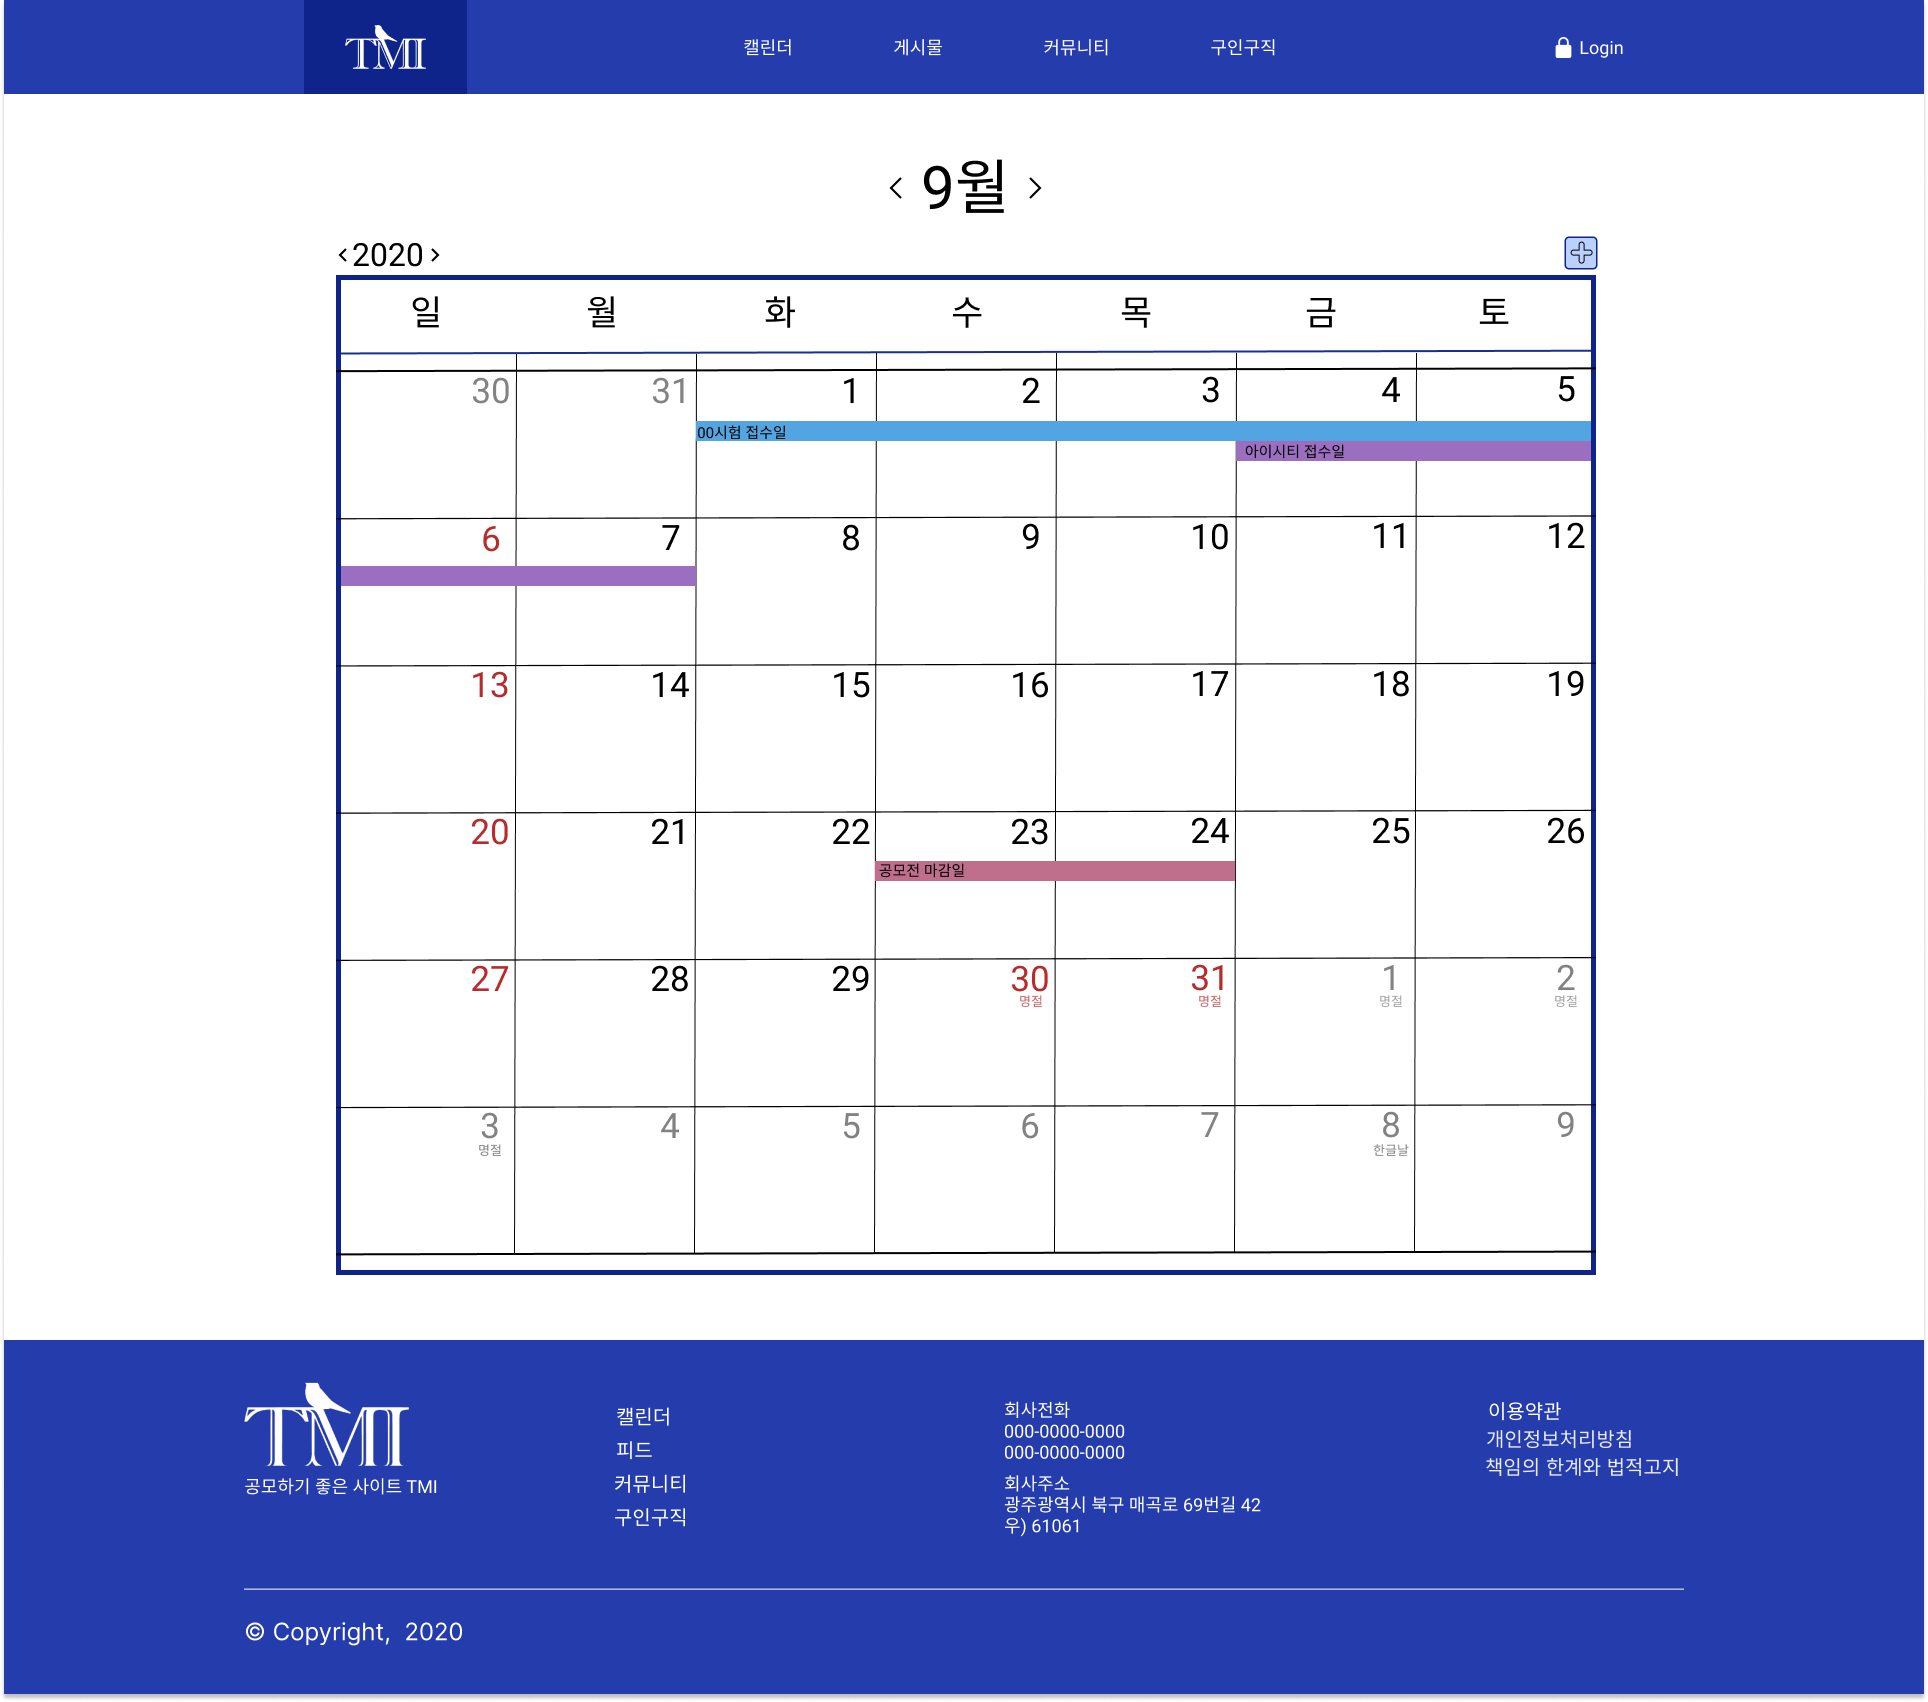 TMI
캘린더 게시물 커뮤니티 구인구직 Login
< 9월 >
<2020>
일 월 화 수 목 금 토
30 31 1 2 3 4 5
00시험 접수일
아이시티 접수일
6 7 8 9 10 11 12
13 14 15 16 17 18 19
20 21 22 23 24 25 26
공모전 마감일
27 28 29 30 31 1 2
명절 명절 명절 명절
3 4 5 6 7 8 9
명절 한글날
TMI
공모하기 좋은 사이트 TMI
캘린더
피드
커뮤니티
구인구직
회사전화
000-0000-0000
000-0000-0000
회사주소
광주광역시 북구 매곡로 69번길 42
우) 61061
이용약관
개인정보처리방침
책임의 한계와 법적고지
© Copyright, 2020